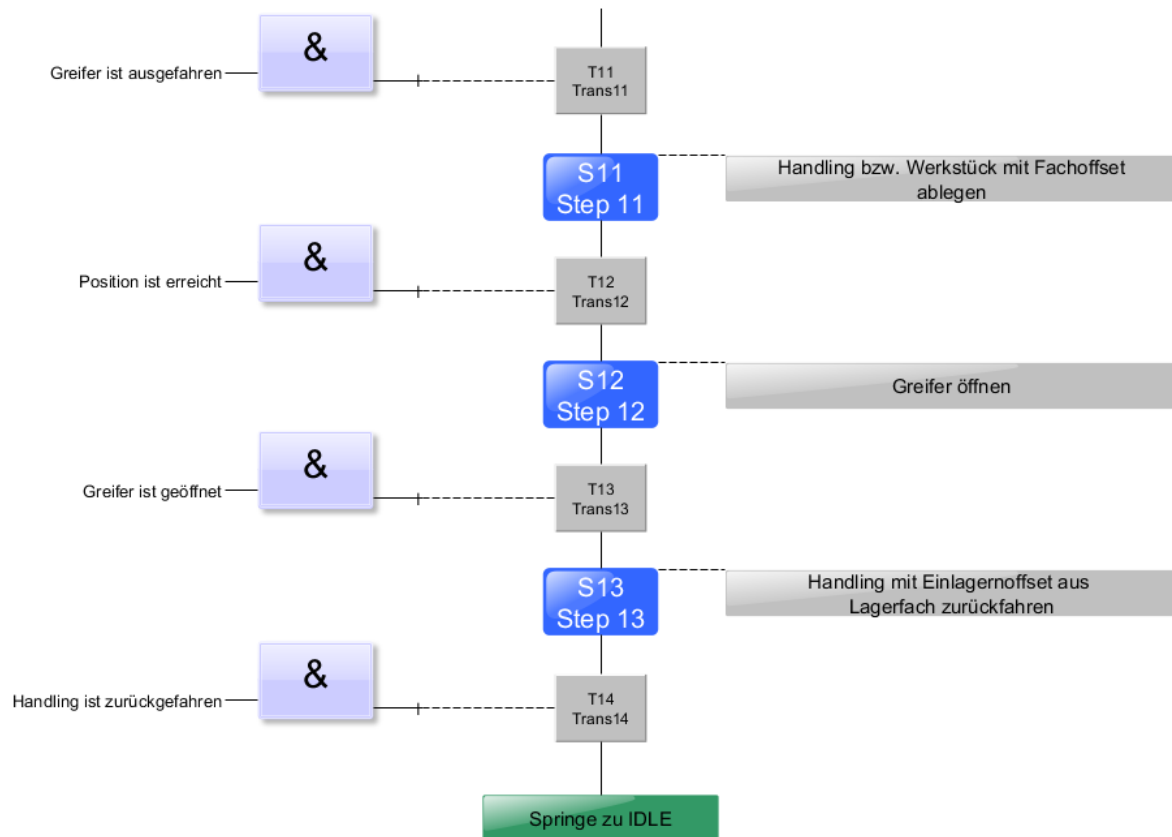 &
Greifer ist ausgefahren
T11
Trans11
S11
Step 11
Handling bzw. Werkstück mit Fachoffset
ablegen
&
Position ist erreicht
T12
Trans12
S12
Step 12
Greifer öffnen
&
Greifer ist geöffnet
T13
Trans13
S13
Step 13
Handling mit Einlagernoffset aus
Lagerfach zurückfahren
&
Handling ist zurückgefahren
T14
Trans14
Springe zu IDLE